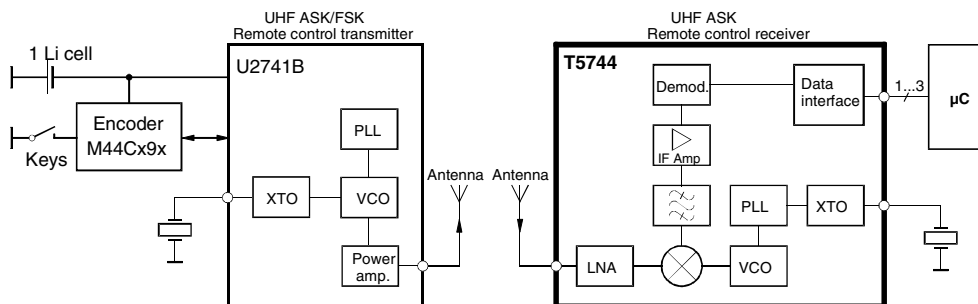 UHF ASK/FSK
Remote control transmitter
1 Li cell
U2741B
Encoder
M44Cx9x
Keys
PLL
XTO
VCO
Power
amp.
Antenna
Antenna
UHF ASK
Remote control receiver
T5744
Demod.
Data
interface
1...3
µC
IF Amp
PLL
XTO
LNA
VCO